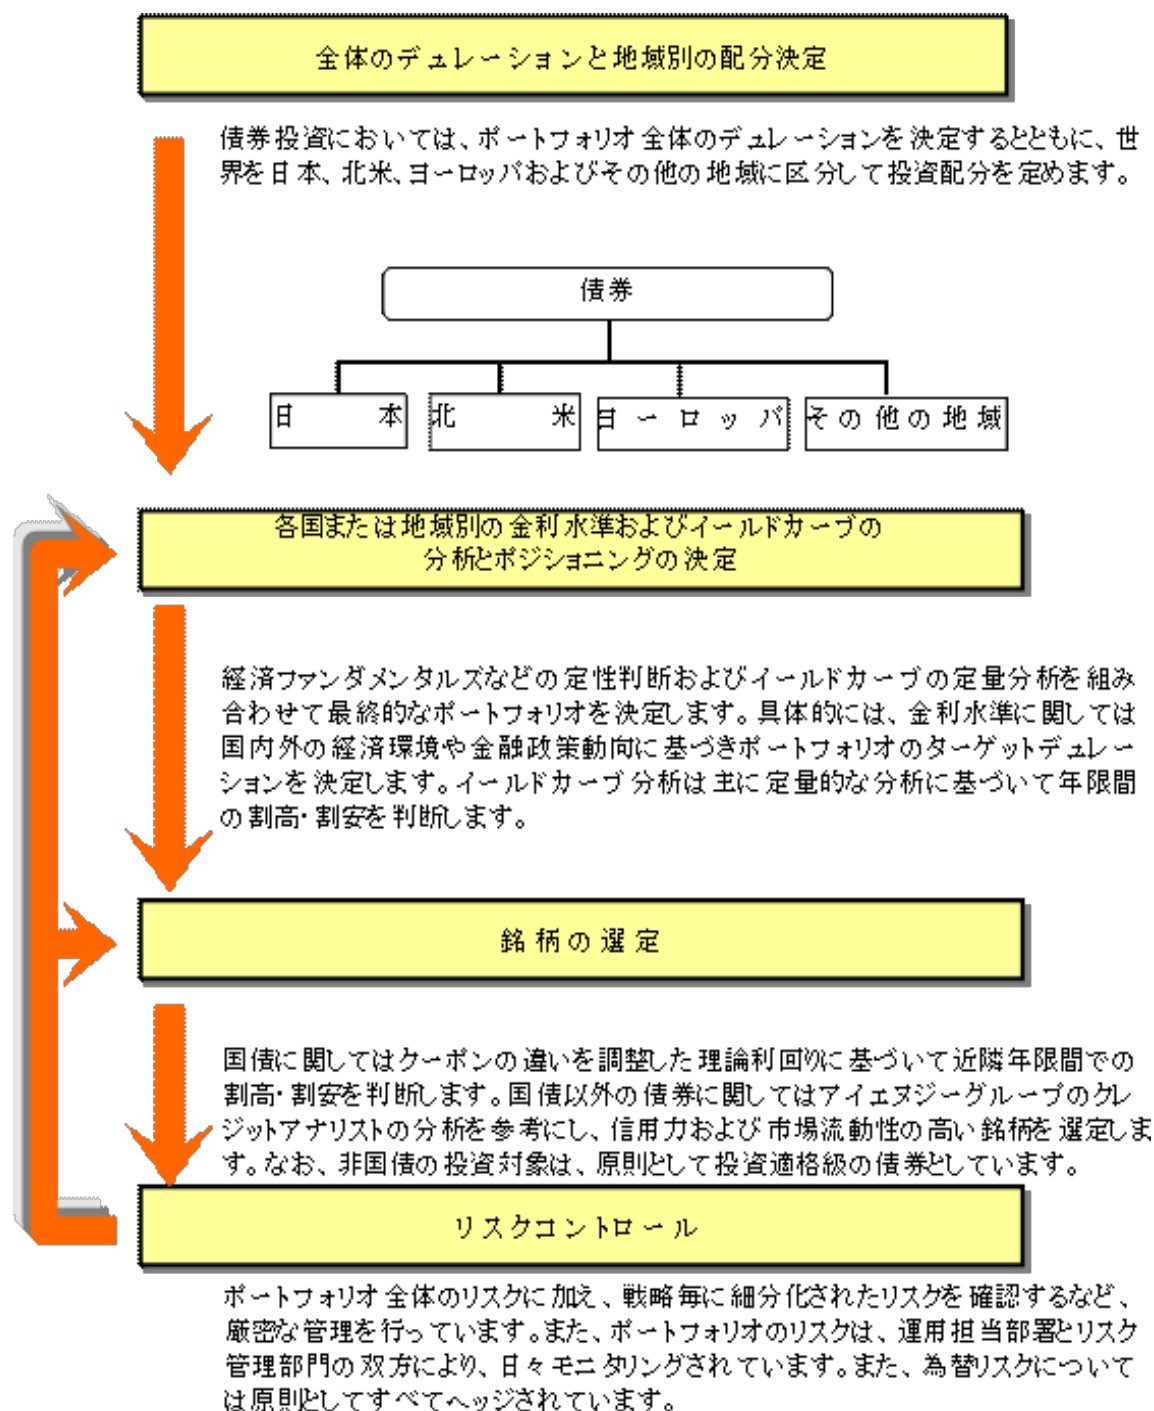 全体のデュレーションと地域別の配分決定
債券投資においては、ポートフォリオ全体のデュレーションを決定するとともに、世
界を日本、北米、ヨーロッパおよびその他の地域に区分して投資配分を定めます。
債券
日本
北米
ヨーロッパ
その他の地域
各国または地域別の金利水準およびイールドカーブの
分析とポジショニングの決定
経済ファンダメンタルズなどの定性判断およびイールドカーブの定量分析を組み
合わせて最終的なポートフォリオを決定します。具体的には、金利水準に関しては
国内外の経済環境や金融政策動向に基づきポートフォリオのターゲットデュレー
ションを決定します。イールドカーブ分析は主に定量的な分析に基づいて年限間
の割高・割安を判断します。
銘柄の選定
国債に関してはクーポンの違いを調整した理論利回りに基づいて近隣年限間での
割高・割安を判断します。国債以外の債券に関してはアイエヌジーグループのクレ
ジットアナリストの分析を参考にし、信用力および市場流動性の高い銘柄を選定しま
す。なお、非国債の投資対象は、原則として投資適格級の債券としています。
リスクコントロール
ポートフォリオ全体のリスクに加え、戦略毎に細分化されたリスクを確認するなど、
厳密な管理を行っています。また、ポートフォリオのリスクは、運用担当部署とリスク
管理部門の双方により、日々モニタリングされています。また、為替リスクについて
は原則としてすべてヘッジされています。